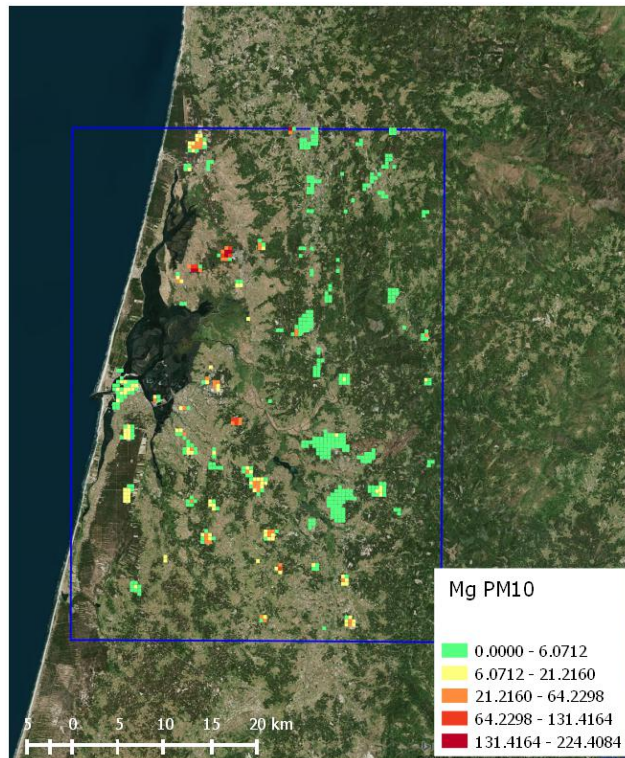 Mg PM10
0.0000 - 6.0712
6.0712 - 21.2160
21.2160 - 64.2298
64.2298 - 131.4164
131.4164 - 224.4084
5 0 5 10 15 20 km